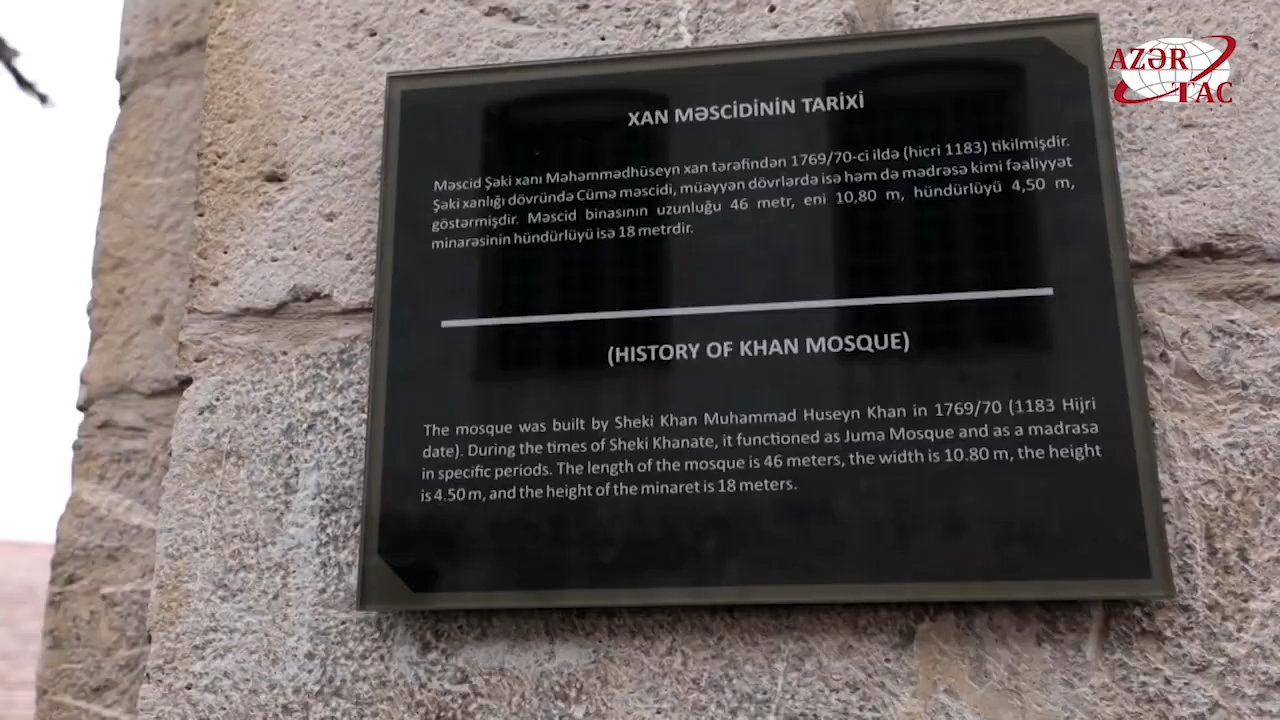 AZƏR
TAC
XAN MƏSCİDİNİN TARİXİ
Məscid Şəki xanı Məhəmmədhüseyn xan tərəfindən 1769/70-ci ildə (hicri 1183) tikilmişdir.
Şəki xanlığı dövründə Cümə məscidi, müəyyən dövrlərdə isə həm də mədrəsə kimi fəaliyyət
göstərmişdir. Məscid binasının uzunluğu 46 metr, eni 10,80 m, hündürlüyü 4,50 m,
minarəsinin hündürlüyü isə 18 metrdir.
(HISTORY OF KHAN MOSQUE)
The mosque was built by Sheki Khan Muhammad Huseyn Khan in 1769/70 (1183 Hijri
date). During the times of Sheki Khanate, it functioned as Juma Mosque and as a madrasa
in specific periods. The length of the mosque is 46 meters, the width is 10.80 m, the height
is 4.50 m, and the height of the minaret is 18 meters.